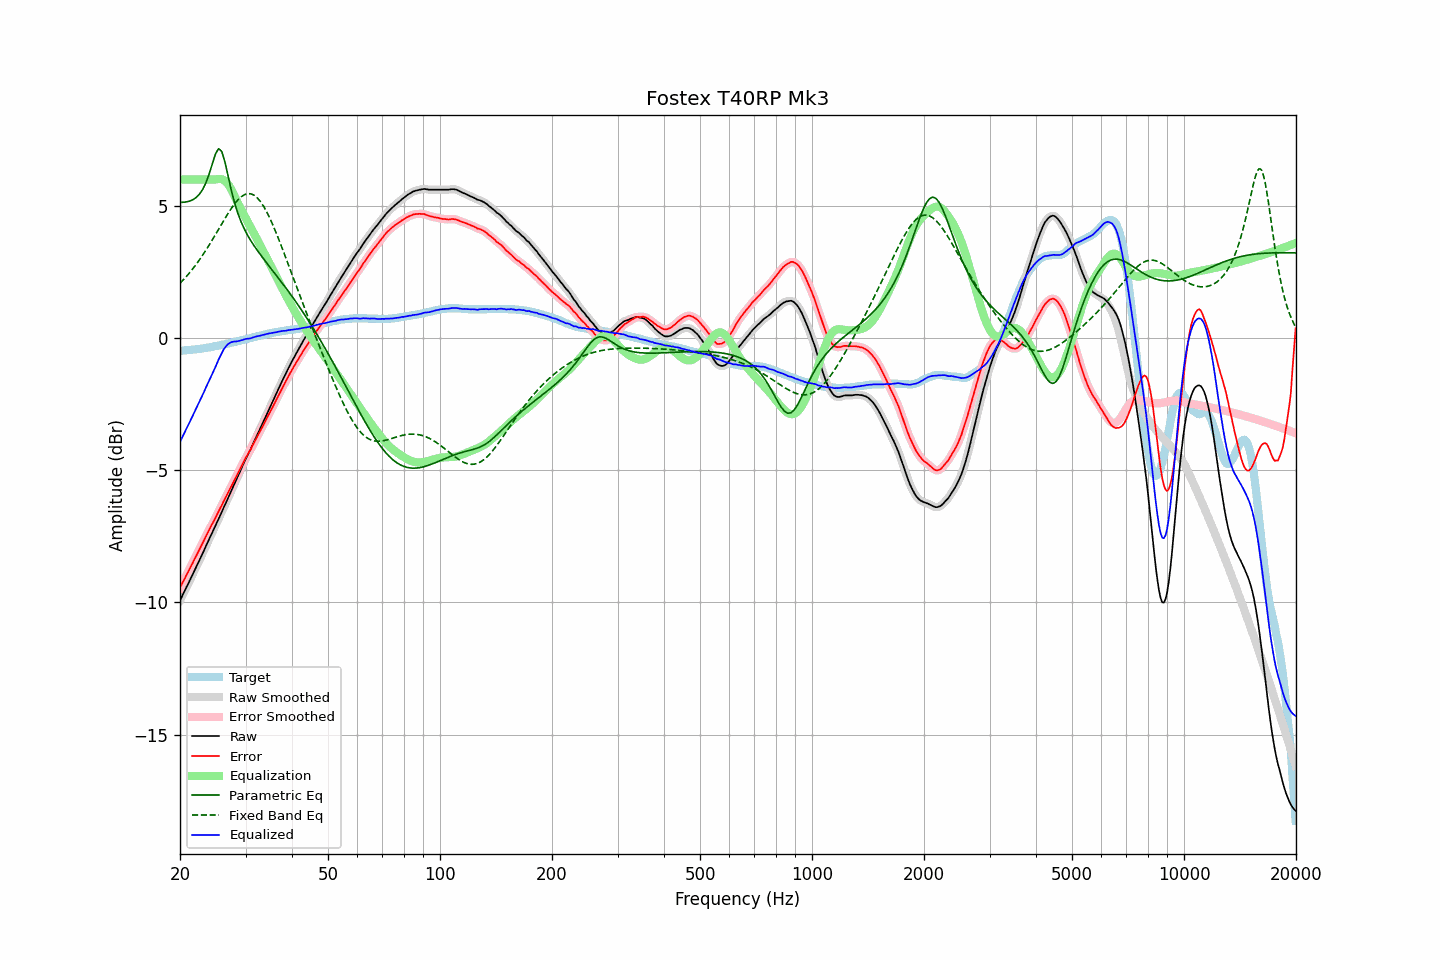 Fostex T40RP Mk3
Amplitude (dBr)
5
0
−5
−10
−15
Target
Raw Smoothed
Error Smoothed
Raw
Error
Equalization
Parametric Eq
Fixed Band Eq
Equalized
20 50 100 200 500 1000 2000 5000 10000 20000
Frequency (Hz)